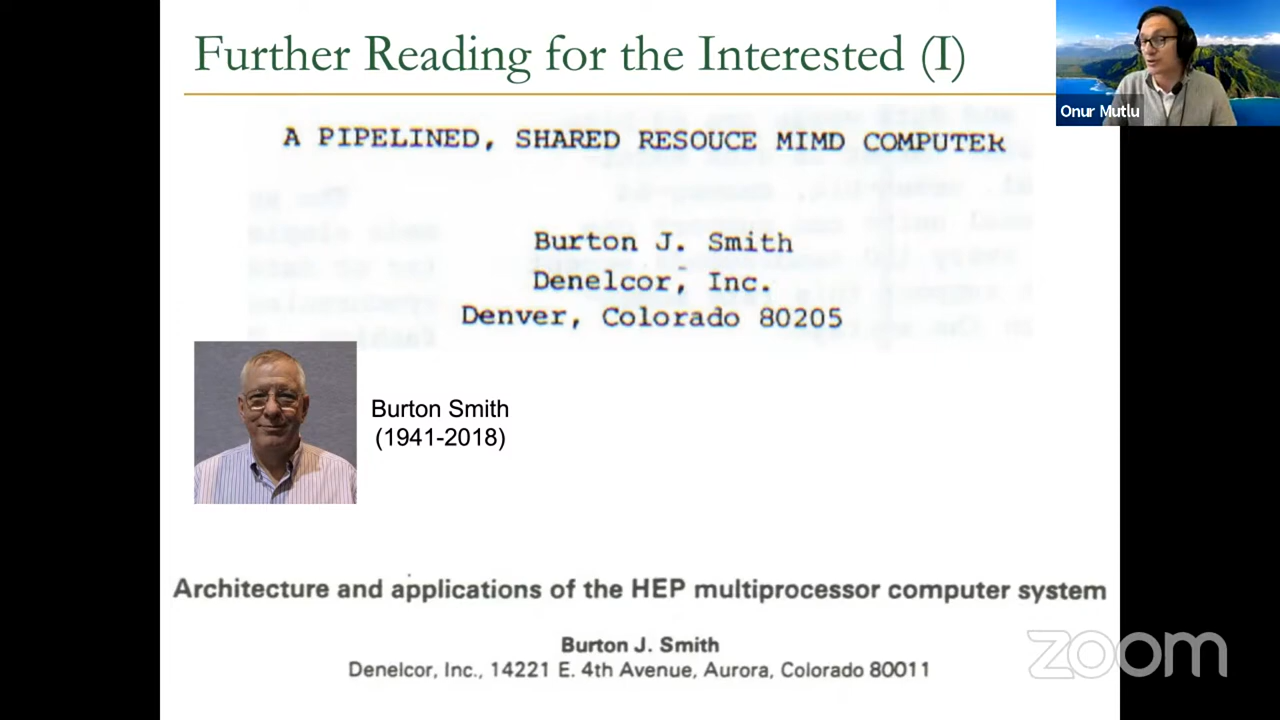 Further Reading for the Interested (I)
Onur Mutlu
A PIPELINED, SHARED RESOUCE MIMD COMPUTER
Burton J. Smith
Denelcor, Inc.
Denver, Colorado 80205
Burton Smith
(1941-2018)
Architecture and applications of the HEP multiprocessor computer system
Burton J. Smith
Denelcor, Inc., 14221 E. 4th Avenue, Aurora, Colorado 80011
zoom